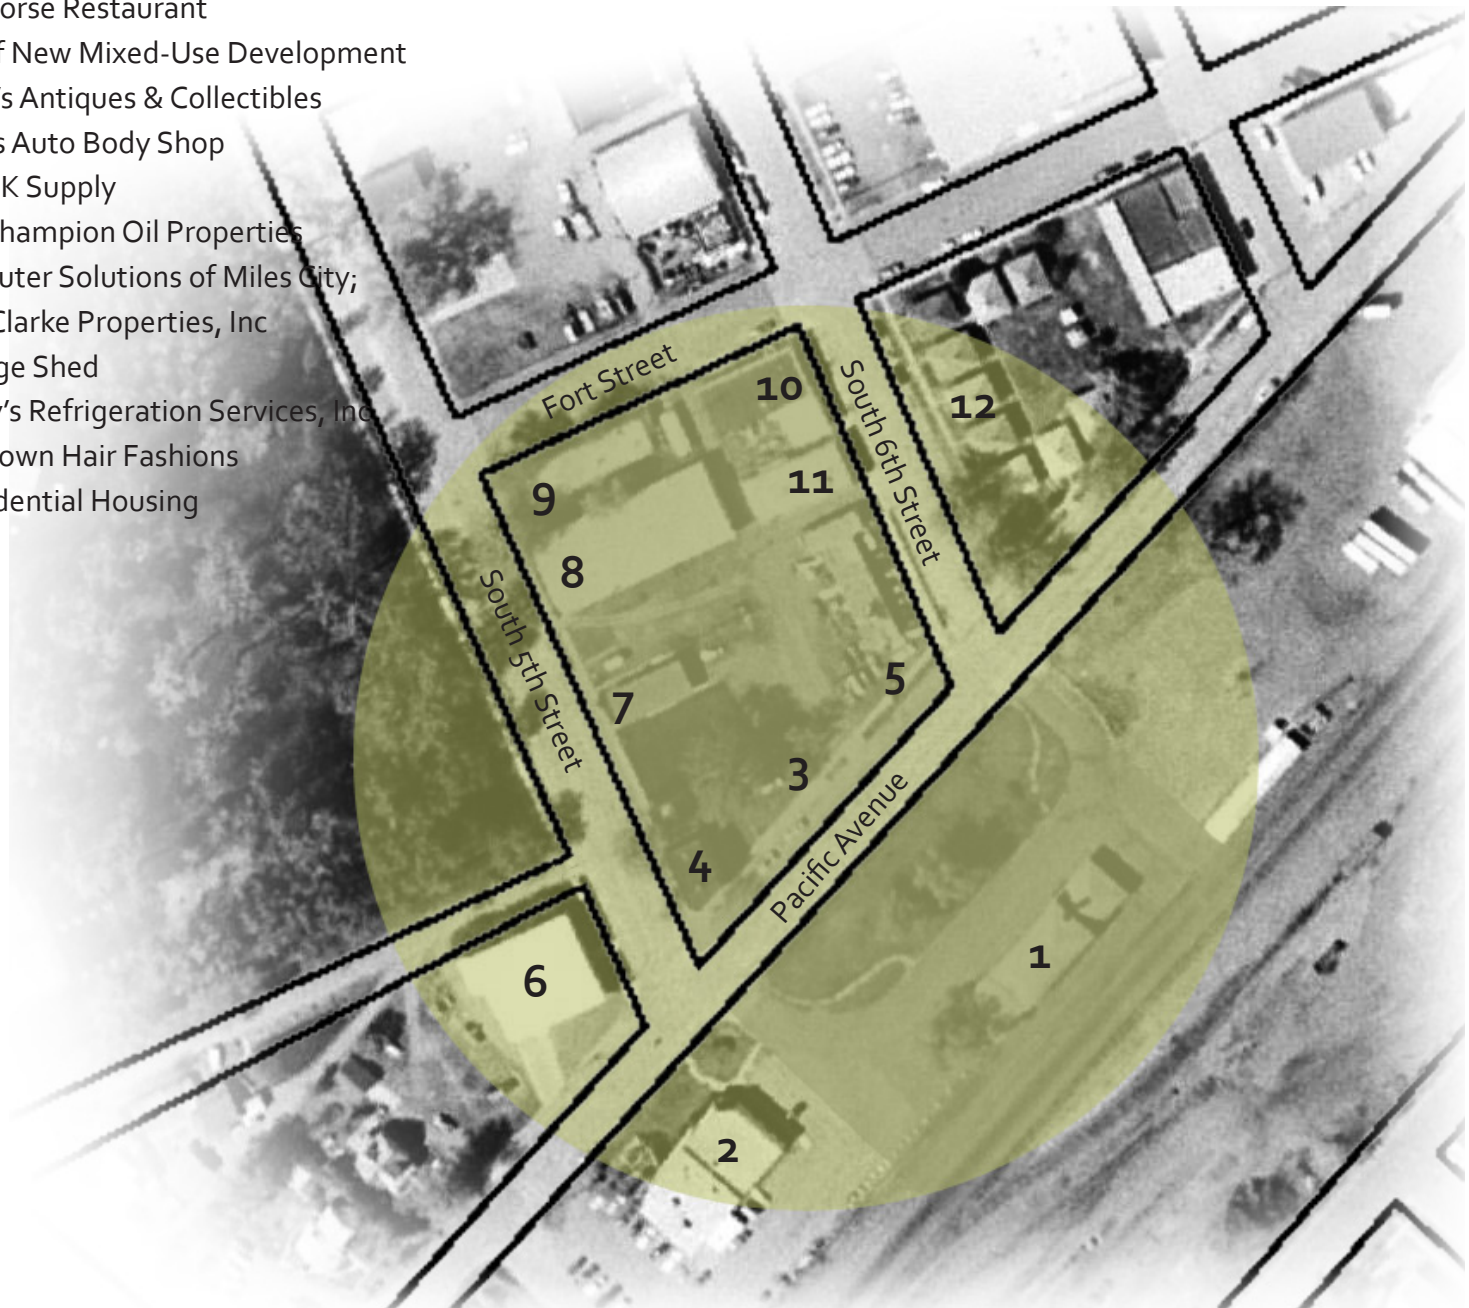 orse Restaurant
f New Mixed-Use Development
's Antiques & Collectibles
s Auto Body Shop
K Supply
hampion Oil Properties
uter Solutions of Miles City;
Clarke Properties, Inc
ge Shed
y's Refrigeration Services, Inc
own Hair Fashions
dential Housing
Fort Street
South 6th Street
10
12
11
9
8
South 5th Street
7
5
3
Pacific Avenue
4
1
6
2